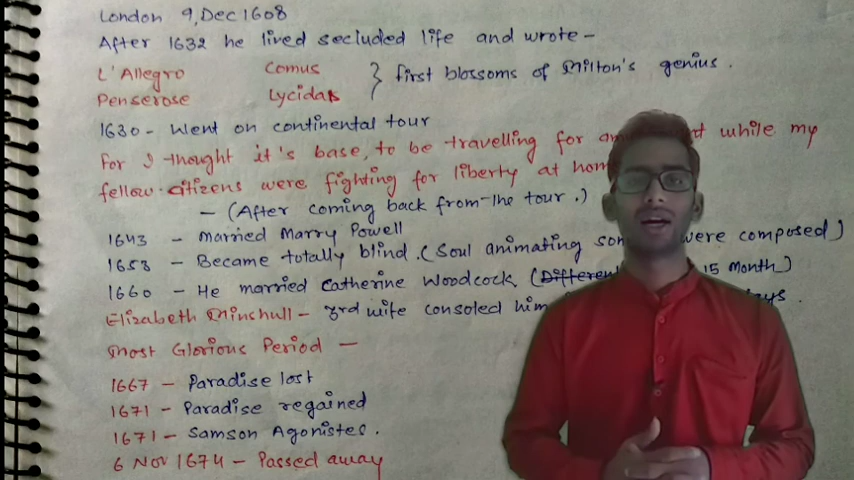 London 9, Dec 1608
After 1632 he lived secluded life and wrote -
L'Allegro Comus } first blossoms of Milton's genius.
Penserose Lycidas
1630 - Went on continental tour
For I thought it's base, to be travelling for while my
fellow-citizens were fighting for liberty at
- (After coming back from the tour.)
1643 - Married Marry Powell
1653 - Became totally blind. (Soul animating were composed)
1660 - He married Catherine Woodcock, ( 15 month)
Elizabeth Minshull - 3rd wife consoled him
Most Glorious Period -
1667 - Paradise lost
1671 - Paradise regained
1671 - Samson Agonistes.
6 Nov 1674 - Passed away